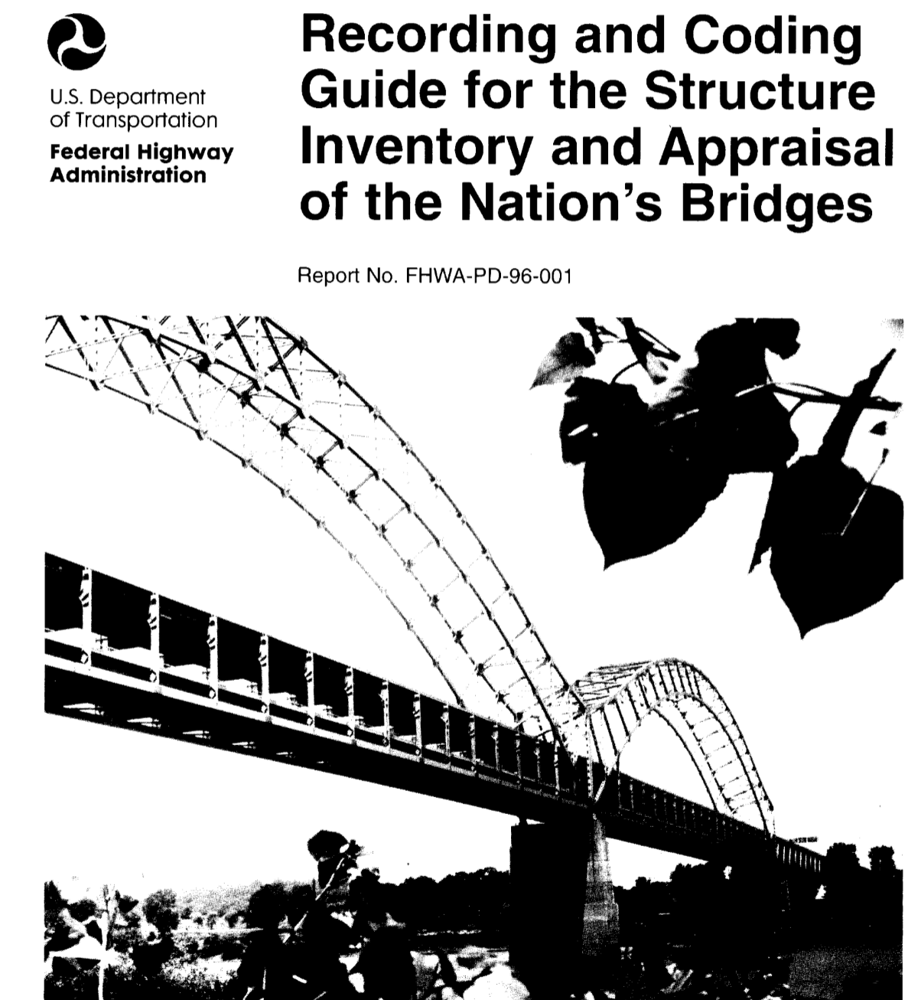 U.S. Department
of Transportation
Federal Highway
Administration
Recording and Coding
Guide for the Structure
Inventory and Appraisal
of the Nation's Bridges
Report No. FHWA-PD-96-001